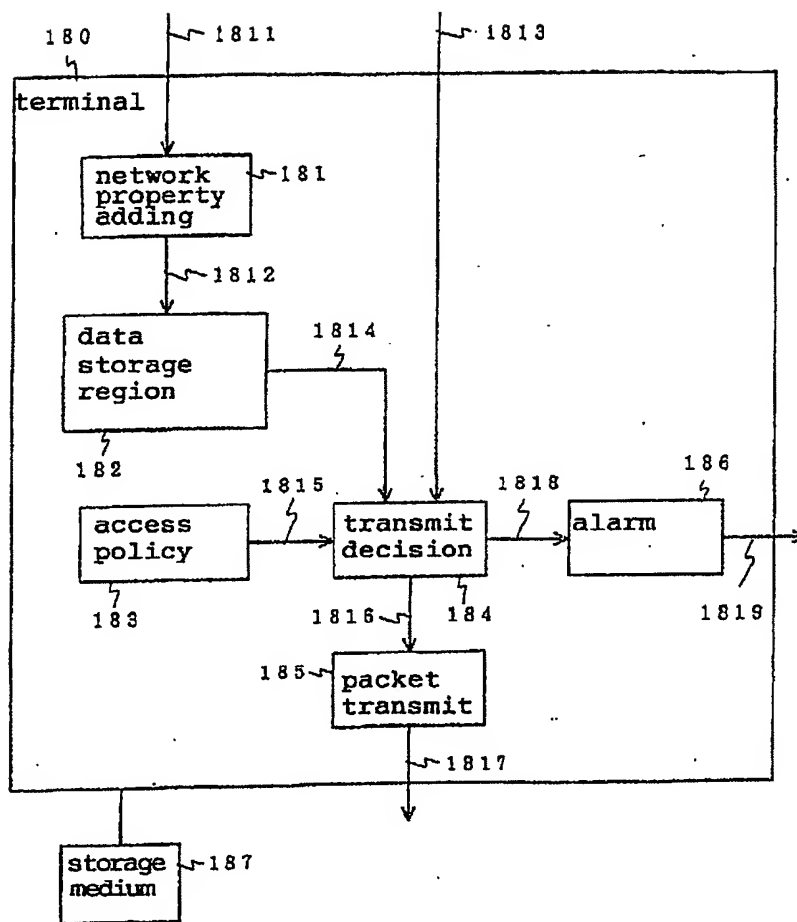 180
1811
1813
terminal
network
property
adding
181
1812
data
storage
region
1814
182
1815
1818
186
access
policy
transmit
decision
alarm
183
1816
184
1819
185
packet
transmit
1817
storage
medium
187